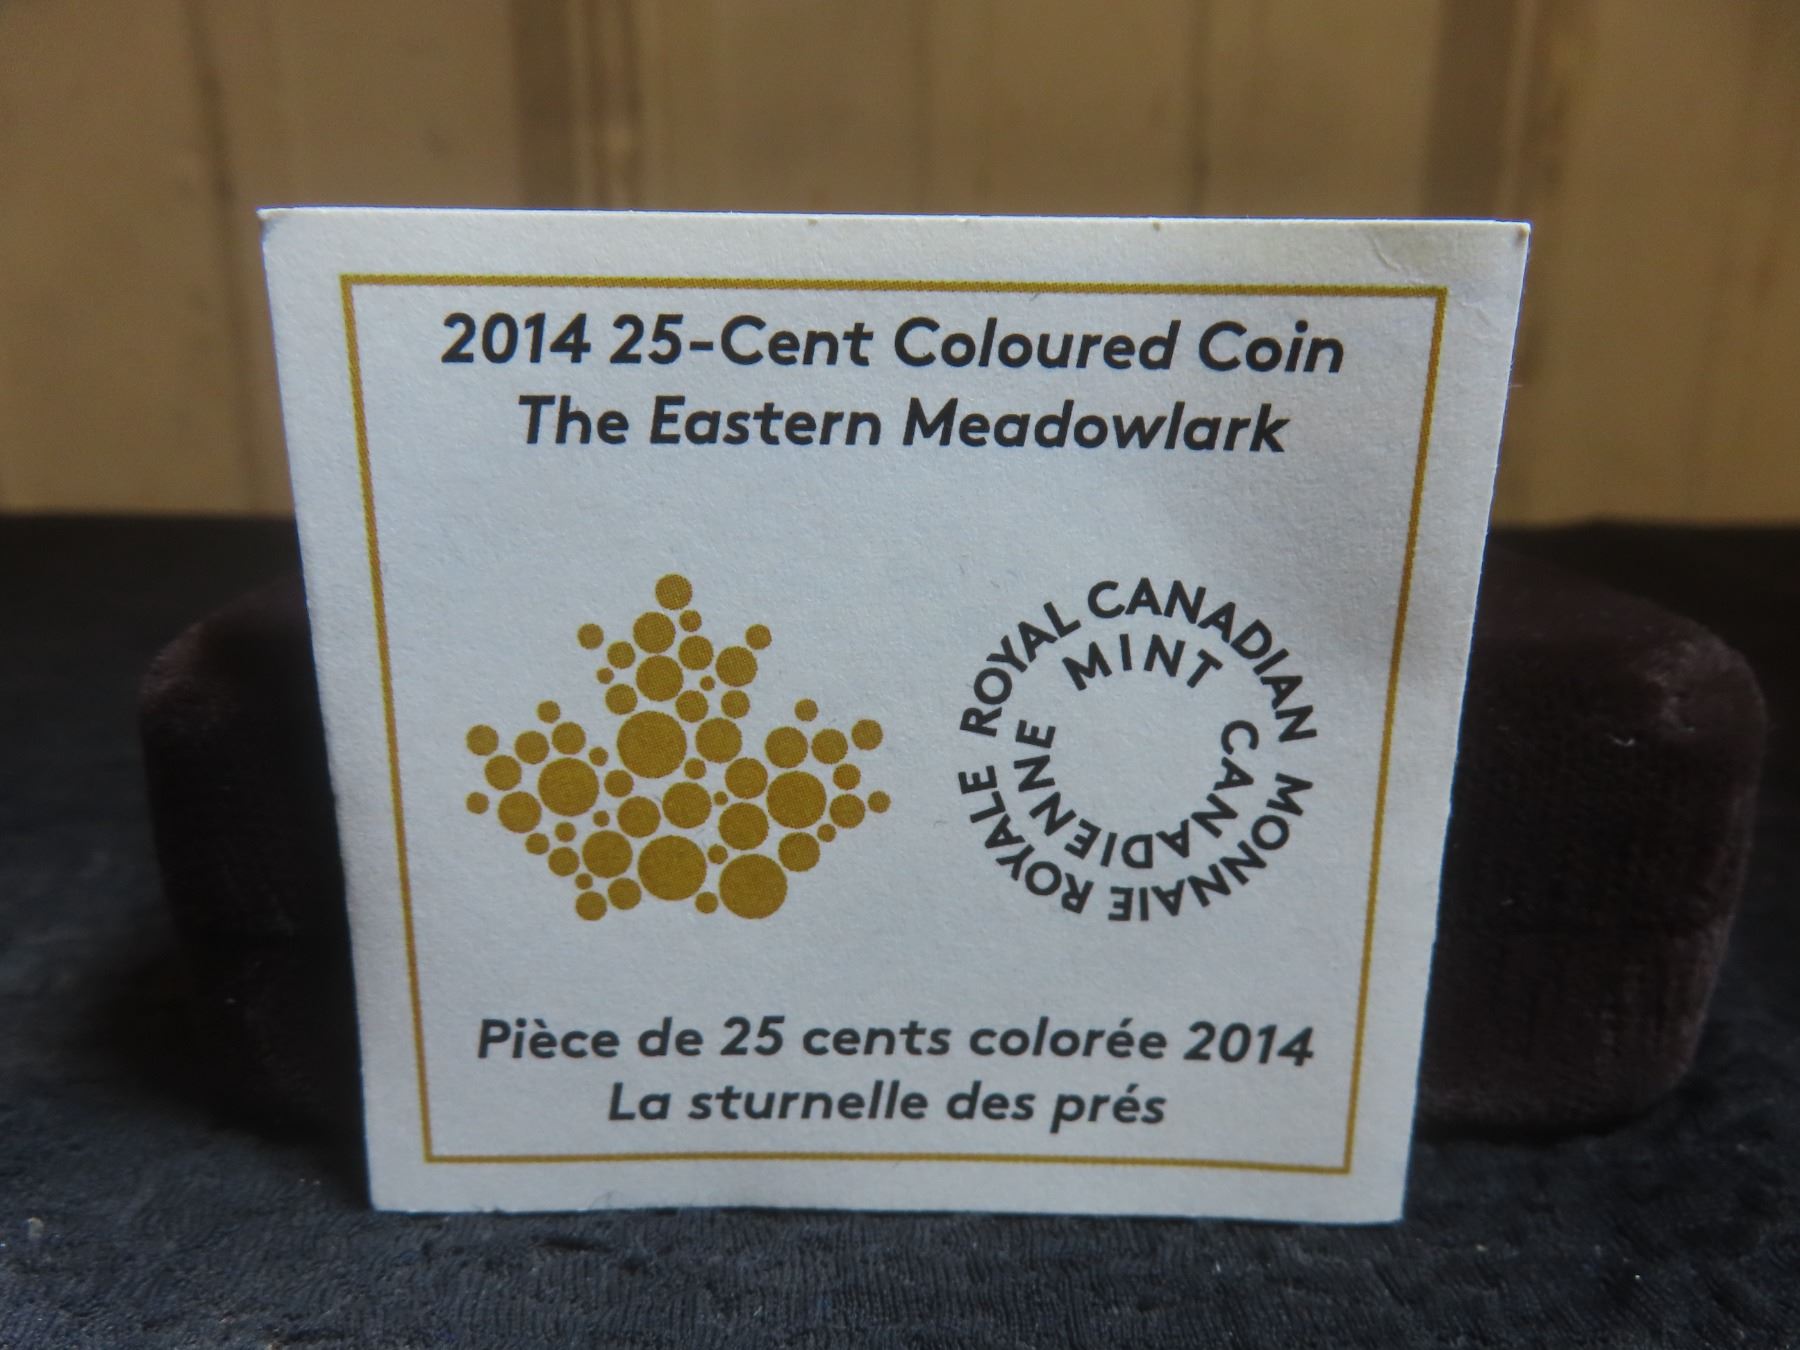 2014 25-Cent Coloured Coin
The Eastern Meadowlark
ROYAL CANADIAN
MINT
MONNAIE ROYALE
CANADIENNE
Pièce de 25 cents colorée 2014
La sturnelle des prés